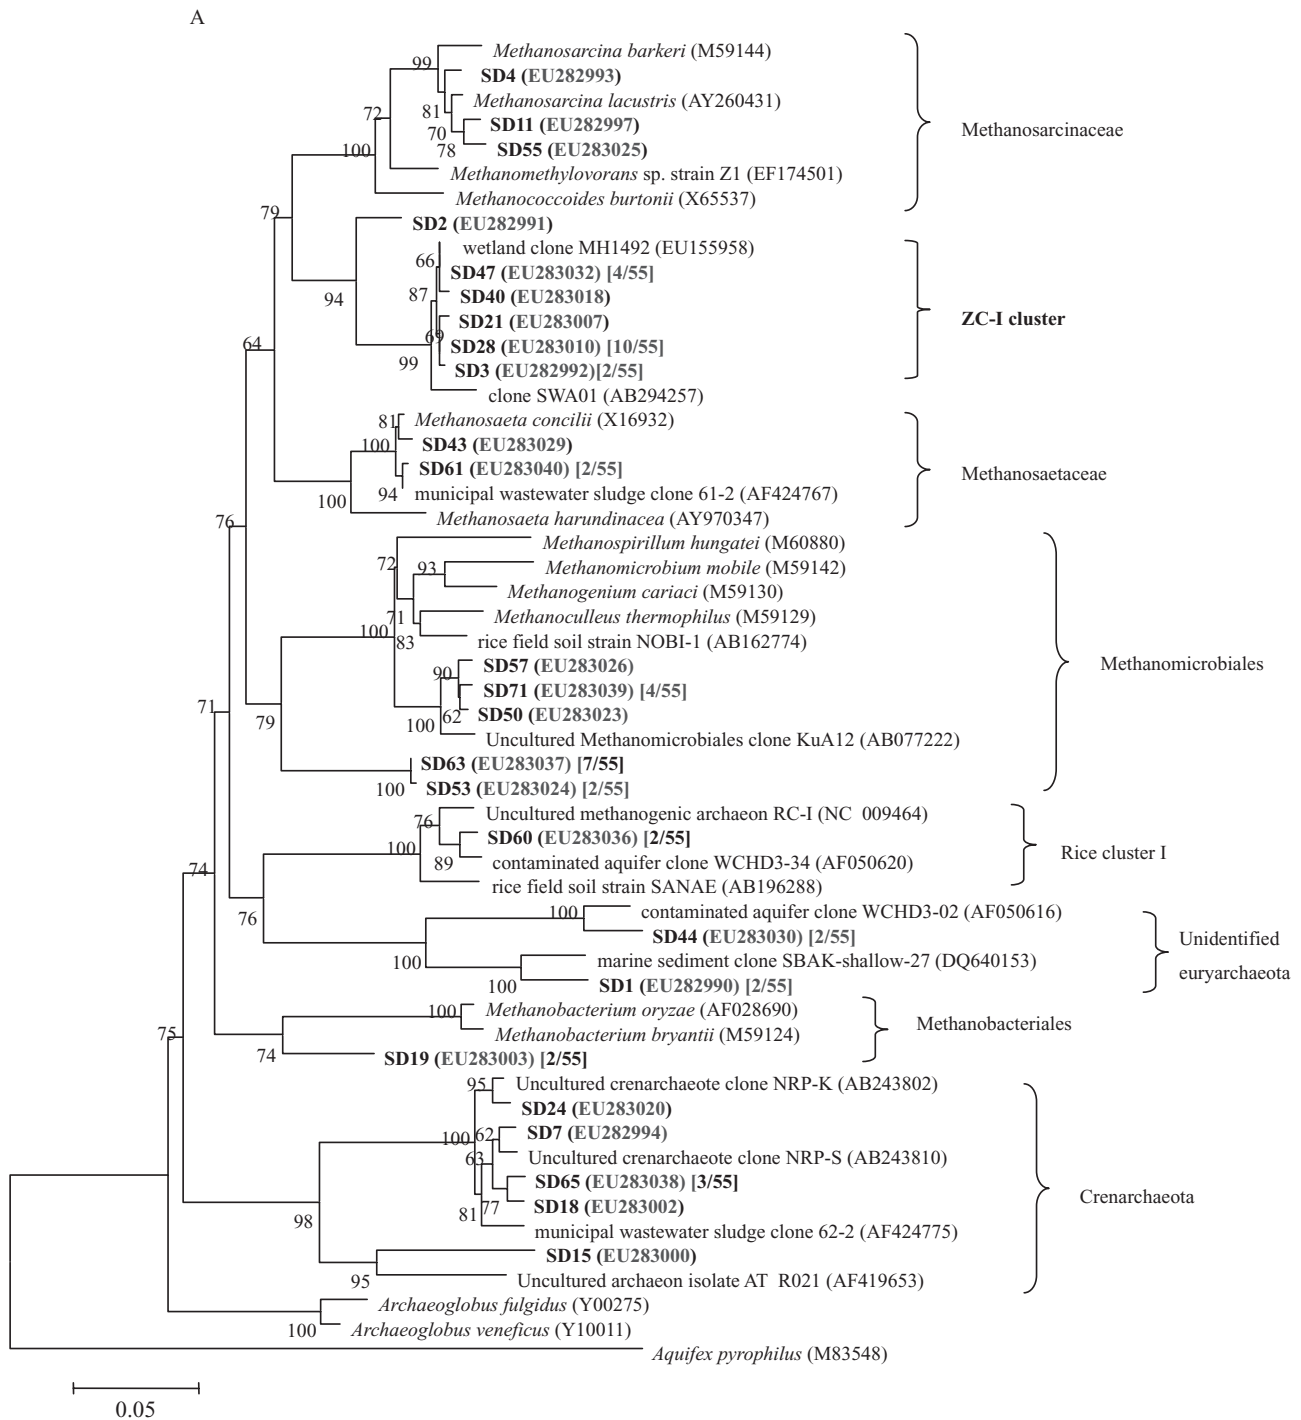 A
Methanosarcina barkeri (M59144)
99
SD4 (EU282993)
Methanosarcina lacustris (AY260431)
81
72
SD11 (EU282997)
70
100
78
SD55 (EU283025)
Methanosarcinaceae
Methanomethylovorans sp. strain Z1 (EF174501)
Methanococcoides burtonii (X65537)
79
SD2 (EU282991)
wetland clone MH1492 (EU155958)
66
SD47 (EU283032) [4/55]
94
87
SD40 (EU283018)
SD21 (EU283007)
ZC-I cluster
69
64
SD28 (EU283010) [10/55]
99
SD3 (EU282992)[2/55]
clone SWA01 (AB294257)
81
Methanosaeta concilii (X16932)
100
SD43 (EU283029)
SD61 (EU283040) [2/55]
Methanosaetaceae
100
94
municipal wastewater sludge clone 61-2 (AF424767)
76
Methanosaeta harundinacea (AY970347)
Methanospirillum hungatei (M60880)
72
93
Methanomicrobium mobile (M59142)
Methanogenium cariaci (M59130)
71
Methanoculleus thermophilus (M59129)
100
83
rice field soil strain NOBI-1 (AB162774)
SD57 (EU283026)
Methanomicrobiales
90
SD71 (EU283039) [4/55]
71
79
62
SD50 (EU283023)
100
Uncultured Methanomicrobiales clone KuA12 (AB077222)
SD63 (EU283037) [7/55]
100
SD53 (EU283024) [2/55]
Uncultured methanogenic archaeon RC-I (NC_009464)
76
SD60 (EU283036) [2/55]
100
Rice cluster I
89
contaminated aquifer clone WCHD3-34 (AF050620)
74
rice field soil strain SANAE (AB196288)
76
100
contaminated aquifer clone WCHD3-02 (AF050616)
SD44 (EU283030) [2/55]
Unidentified
100
marine sediment clone SBAK-shallow-27 (DQ640153)
euryarchaeota
100
SD1 (EU282990) [2/55]
100
Methanobacterium oryzae (AF028690)
Methanobacteriales
75
Methanobacterium bryantii (M59124)
74
SD19 (EU283003) [2/55]
95
Uncultured crenarchaeote clone NRP-K (AB243802)
SD24 (EU283020)
100
62
SD7 (EU282994)
63
Uncultured crenarchaeote clone NRP-S (AB243810)
SD65 (EU283038) [3/55]
Crenarchaeota
98
81
77
SD18 (EU283002)
municipal wastewater sludge clone 62-2 (AF424775)
SD15 (EU283000)
95
Uncultured archaeon isolate AT_R021 (AF419653)
Archaeoglobus fulgidus (Y00275)
100
Archaeoglobus veneficus (Y10011)
Aquifex pyrophilus (M83548)
0.05